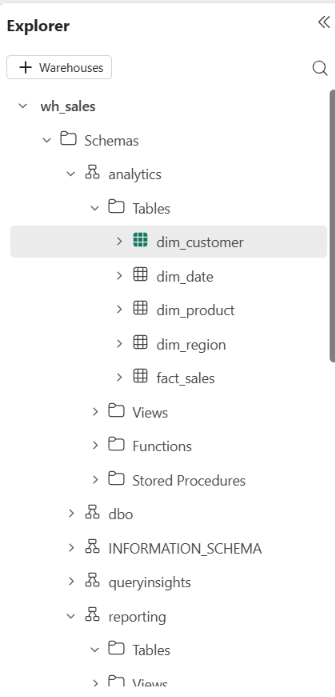 Explorer
+ Warehouses
wh_sales
Schemas
analytics
Tables
dim_customer
dim_date
dim_product
dim_region
fact_sales
Views
Functions
Stored Procedures
dbo
INFORMATION_SCHEMA
queryinsights
reporting
Tables
Views